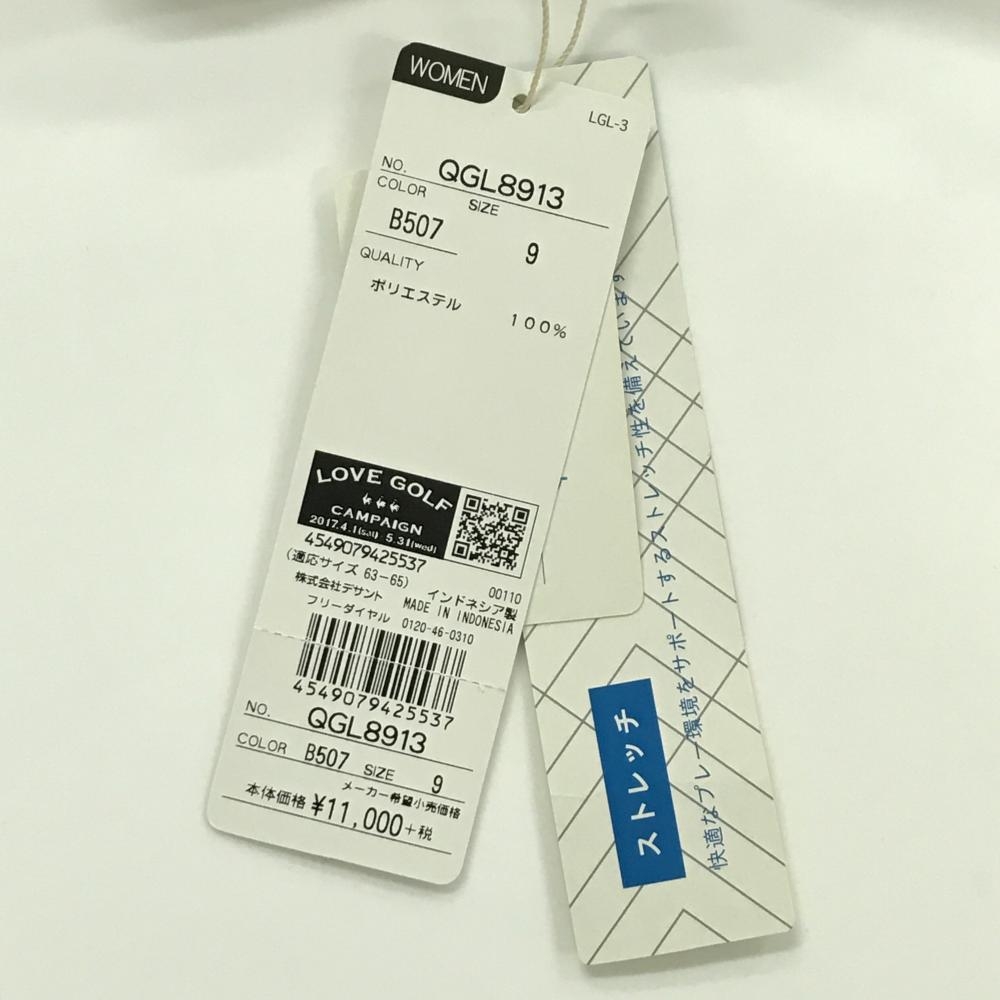 WOMEN
LGL-3
NO. QGL8913
COLOR SIZE
B507 9
QUALITY
ポリエステル
100%
LOVE GOLF
CAMPAIGN
2017.4.1(sat) - 5.31(wed)
4549079425537
(適応サイズ 63-65) 00110
株式会社デサント インドネシア製
MADE IN INDONESIA
フリーダイヤル 0120-46-0310
4549079425537
NO. QGL8913
COLOR B507 SIZE 9
メーカー希望小売価格
本体価格 ¥11,000+税
ストレッチ
快適なプレー環境をサポートするストレッチ性を備えています